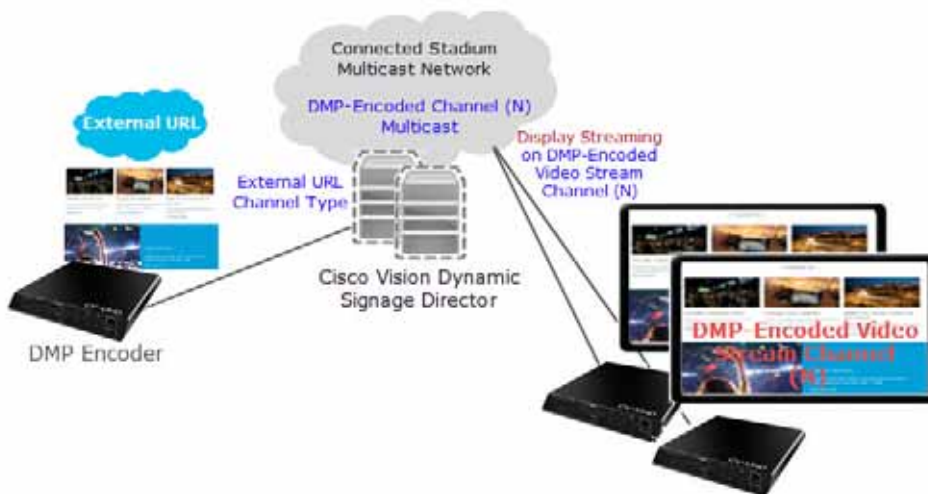 Connected Stadium
Multicast Network
DMP-Encoded Channel (N)
Multicast
External URL
External URL
Channel Type
Display Streaming
on DMP-Encoded
Video Stream
Channel (N)
Cisco Vision Dynamic
Signage Director
DMP Encoder
DMP-Encoded Video
Stream Channel
(N)